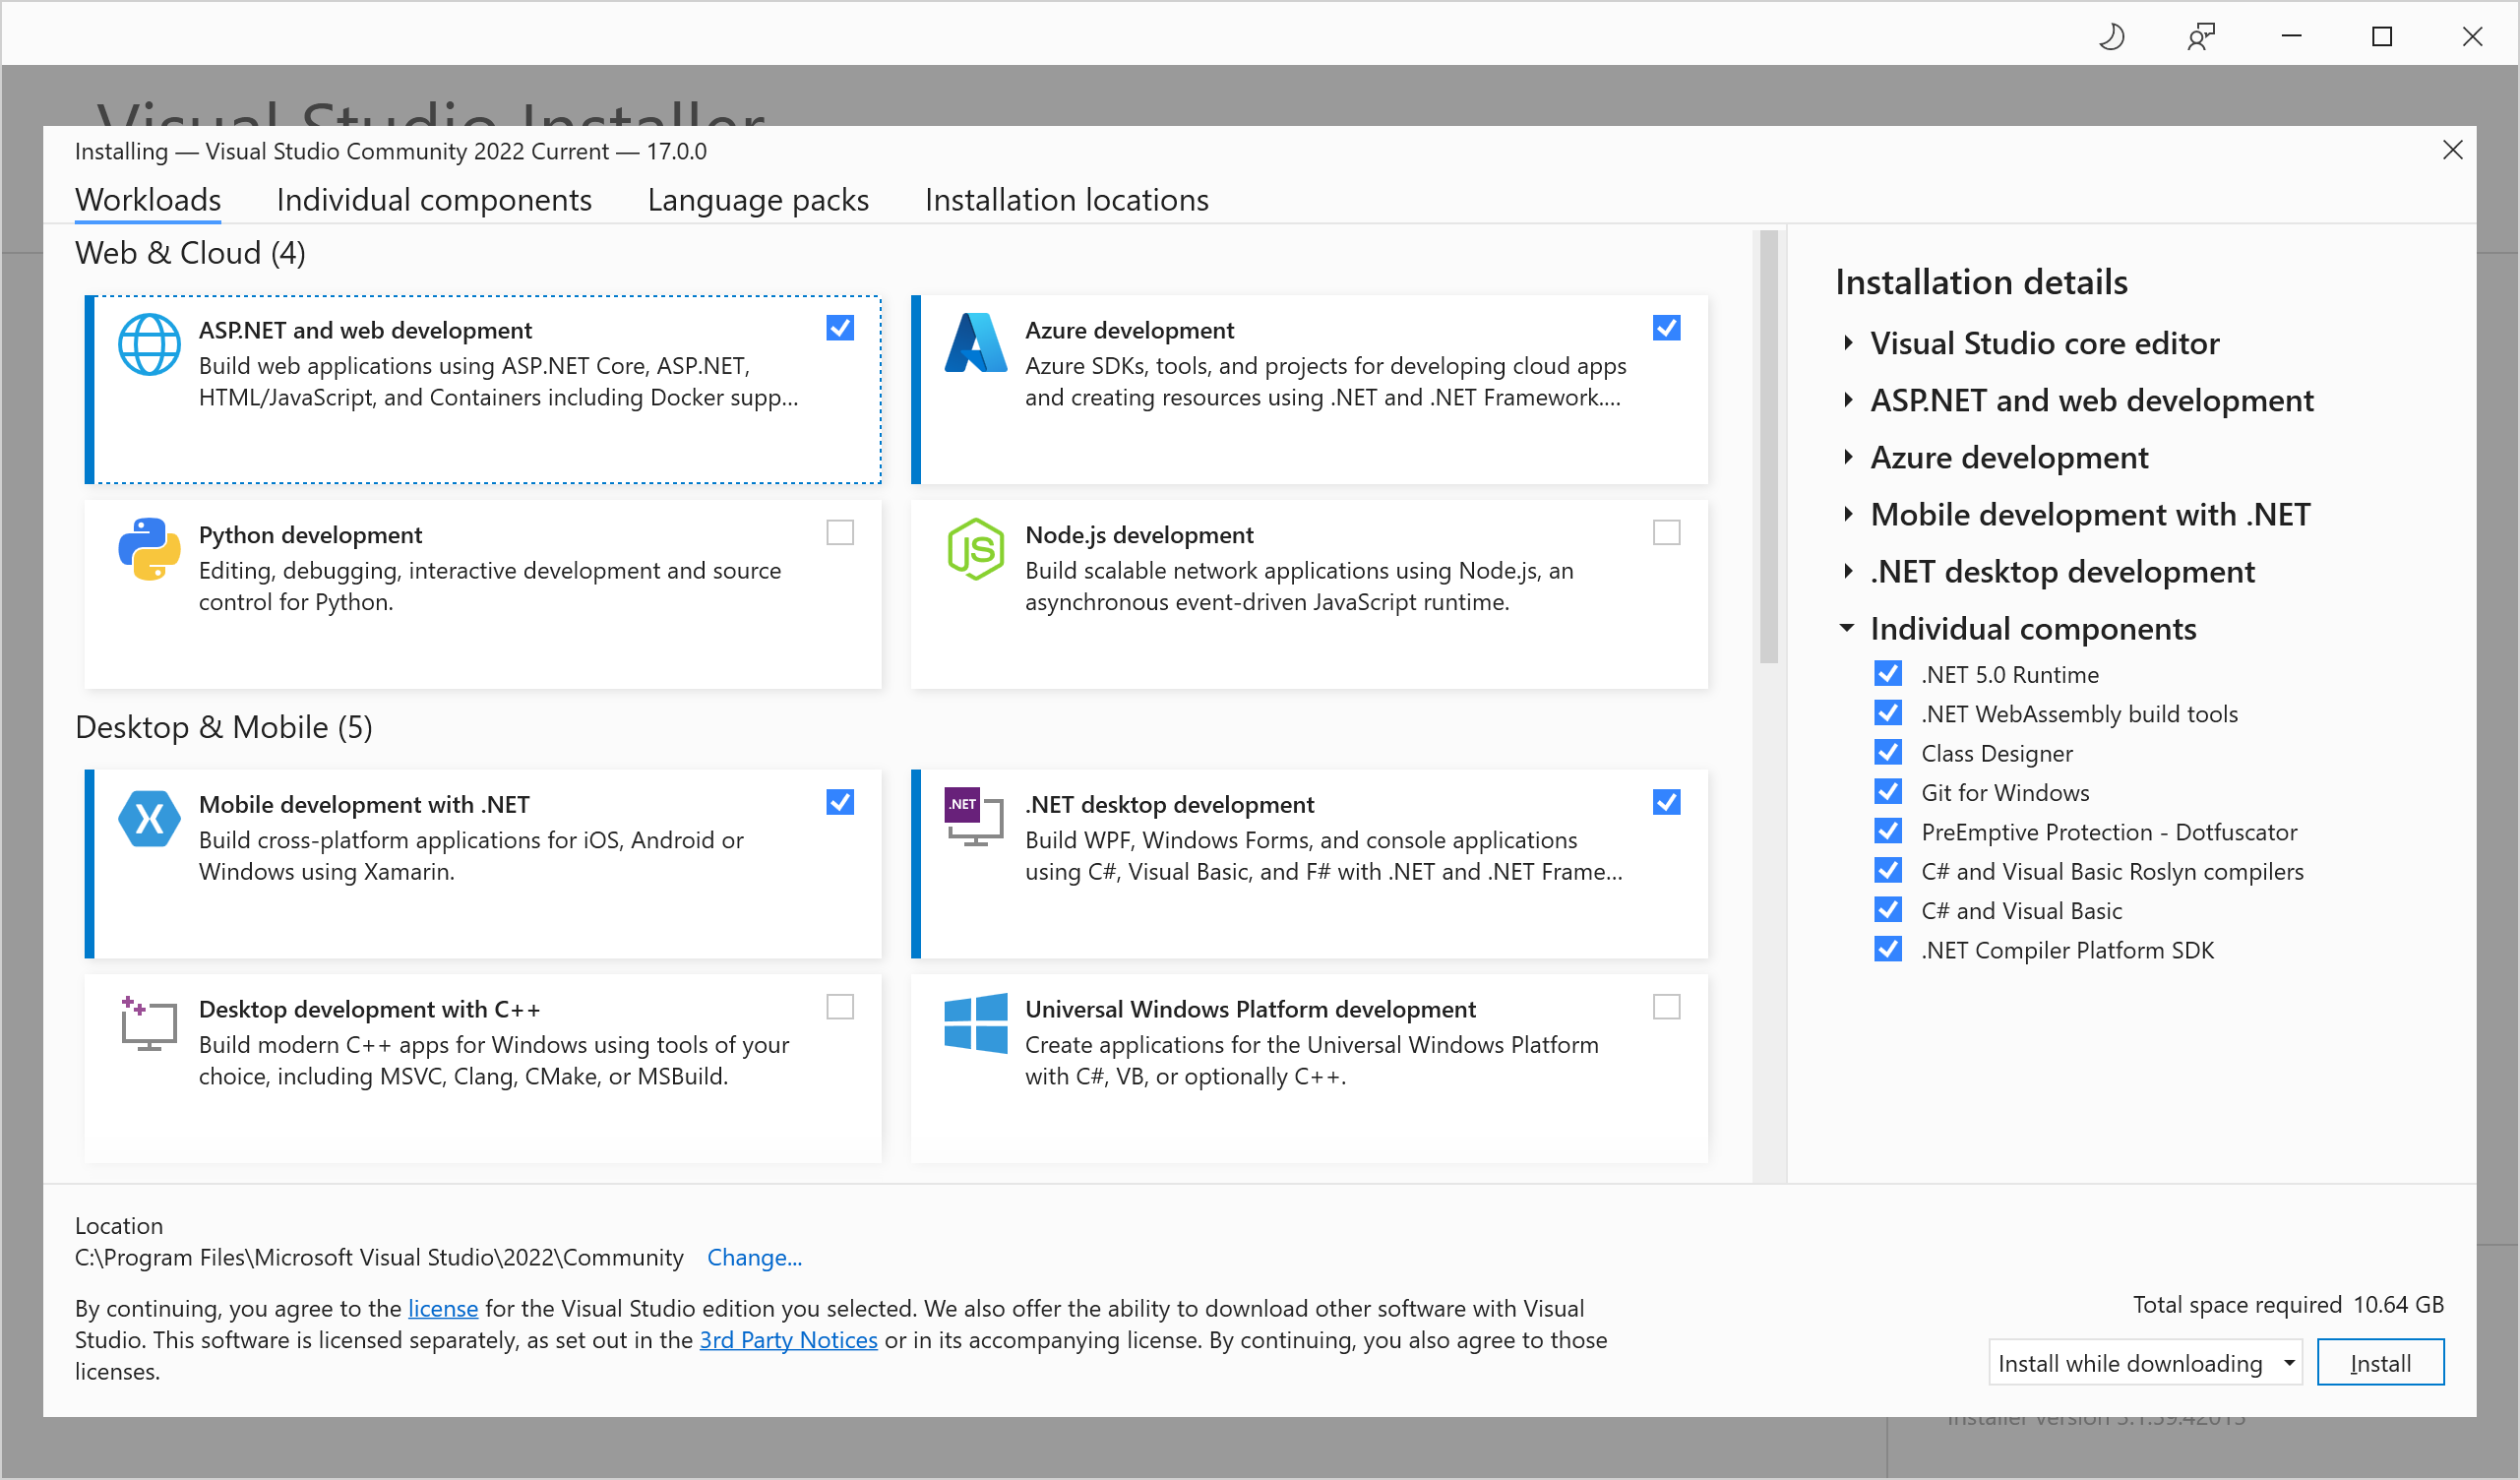 Visual Studio Installer
Installing — Visual Studio Community 2022 Current — 17.0.0
Workloads
Individual components
Language packs
Installation locations
Web & Cloud (4)
ASP.NET and web development
Build web applications using ASP.NET Core, ASP.NET,
HTML/JavaScript, and Containers including Docker supp...
Azure development
Azure SDKs, tools, and projects for developing cloud apps
and creating resources using .NET and .NET Framework....
Python development
Editing, debugging, interactive development and source
control for Python.
JS
Node.js development
Build scalable network applications using Node.js, an
asynchronous event-driven JavaScript runtime.
Desktop & Mobile (5)
Mobile development with .NET
Build cross-platform applications for iOS, Android or
Windows using Xamarin.
.NET
.NET desktop development
Build WPF, Windows Forms, and console applications
using C#, Visual Basic, and F# with .NET and .NET Frame...
Desktop development with C++
Build modern C++ apps for Windows using tools of your
choice, including MSVC, Clang, CMake, or MSBuild.
Universal Windows Platform development
Create applications for the Universal Windows Platform
with C#, VB, or optionally C++.
Installation details
Visual Studio core editor
ASP.NET and web development
Azure development
Mobile development with .NET
.NET desktop development
Individual components
.NET 5.0 Runtime
.NET WebAssembly build tools
Class Designer
Git for Windows
PreEmptive Protection - Dotfuscator
C# and Visual Basic Roslyn compilers
C# and Visual Basic
.NET Compiler Platform SDK
Location
C:\Program Files\Microsoft Visual Studio\2022\Community Change...
By continuing, you agree to the license for the Visual Studio edition you selected. We also offer the ability to download other software with Visual
Studio. This software is licensed separately, as set out in the 3rd Party Notices or in its accompanying license. By continuing, you also agree to those
licenses.
Total space required 10.64 GB
Install while downloading
Install
Installer version